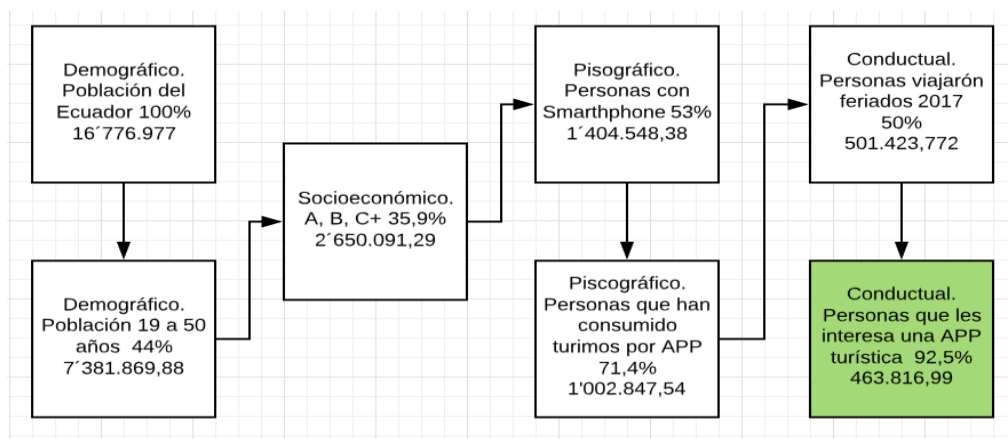 Demográfico.
Población del
Ecuador 100%
16´776.977
Demográfico.
Población 19 a 50
años  44%
7´381.869,88
Socioeconómico.
A, B, C+ 35,9%
2´650.091,29
Pisográfico.
Personas con
Smarthphone 53%
1´404.548,38
Piscográfico.
Personas que han
consumido
turimos por APP
71,4%
1'002.847,54
Conductual.
Personas viajarón
feriados 2017
50%
501.423,772
Conductual.
Personas que les
interesa una APP
turística  92,5%
463.816,99